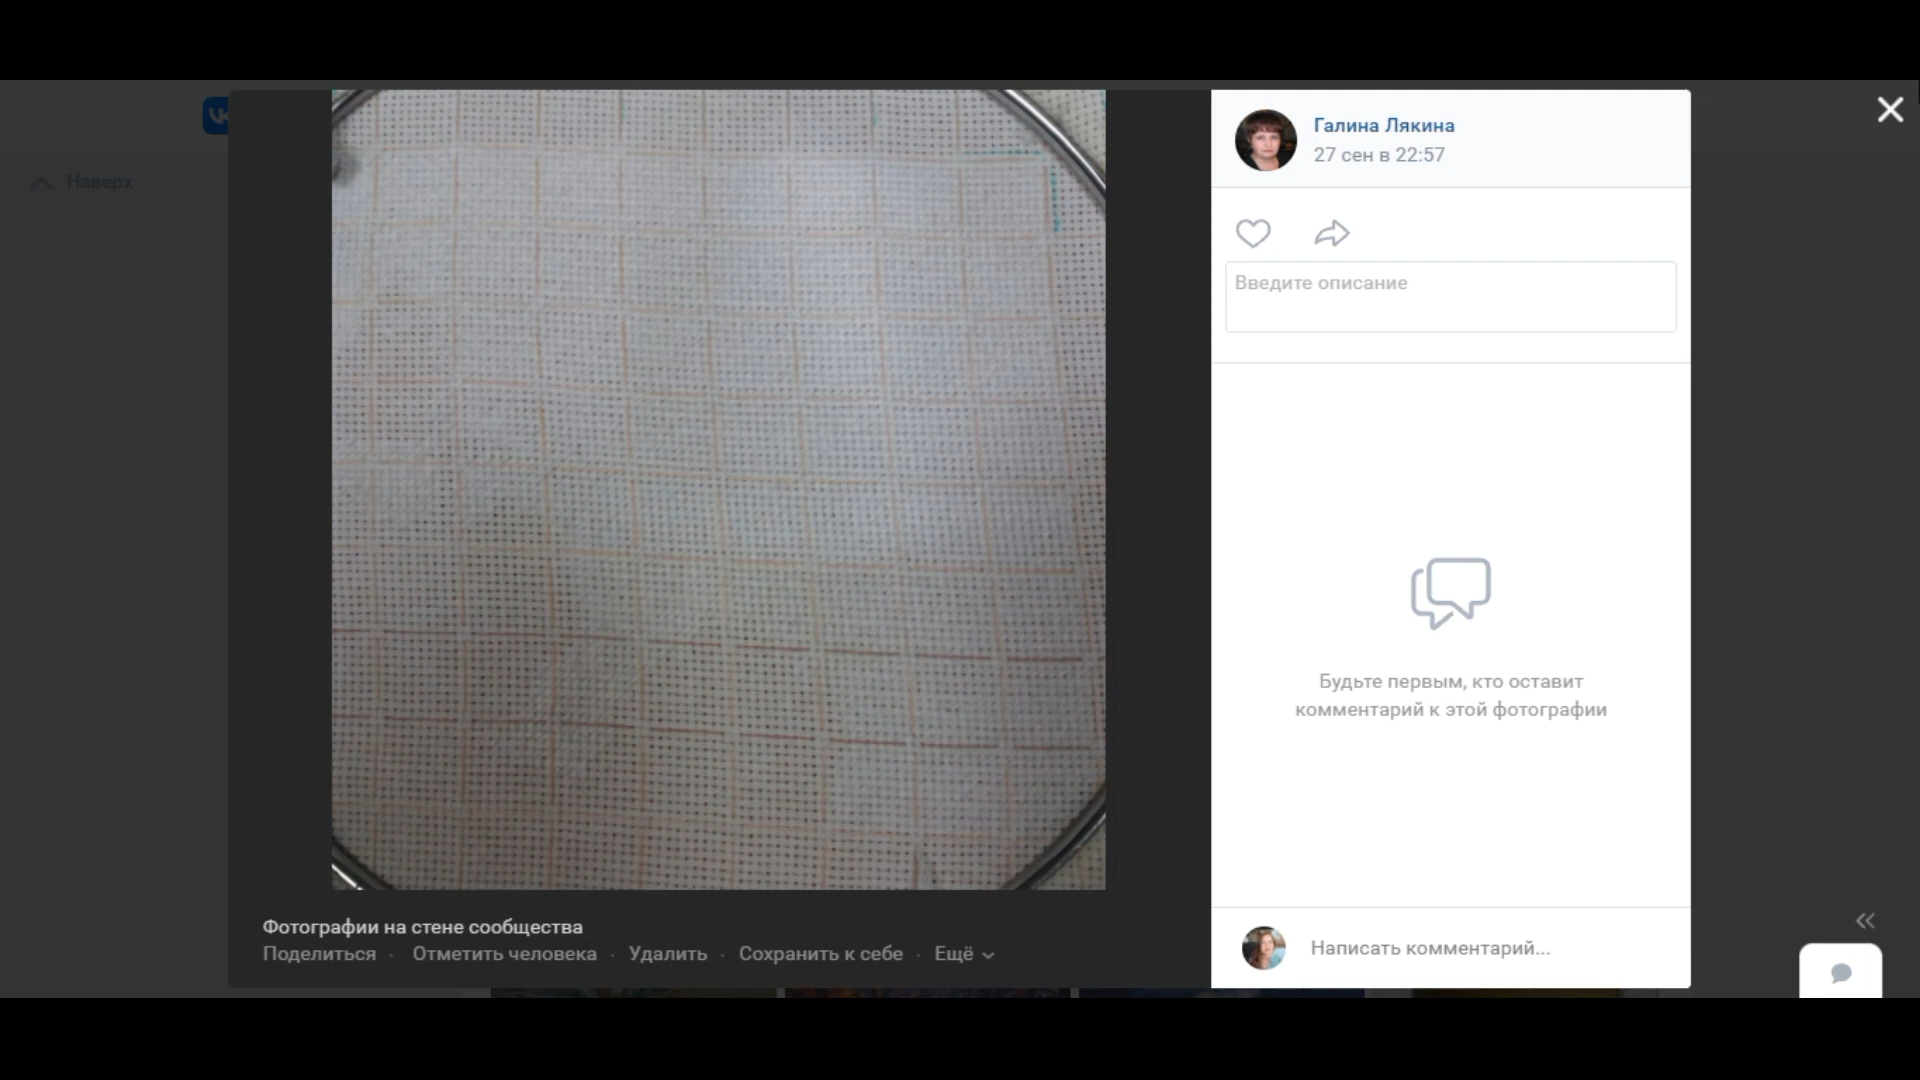 Наверх
Галина Лякина
27 сен в 22:57
Введите описание
Будьте первым, кто оставит
комментарий к этой фотографии
Написать комментарий...
Фотографии на стене сообщества
Поделиться · Отметить человека · Удалить · Сохранить к себе · Ещё